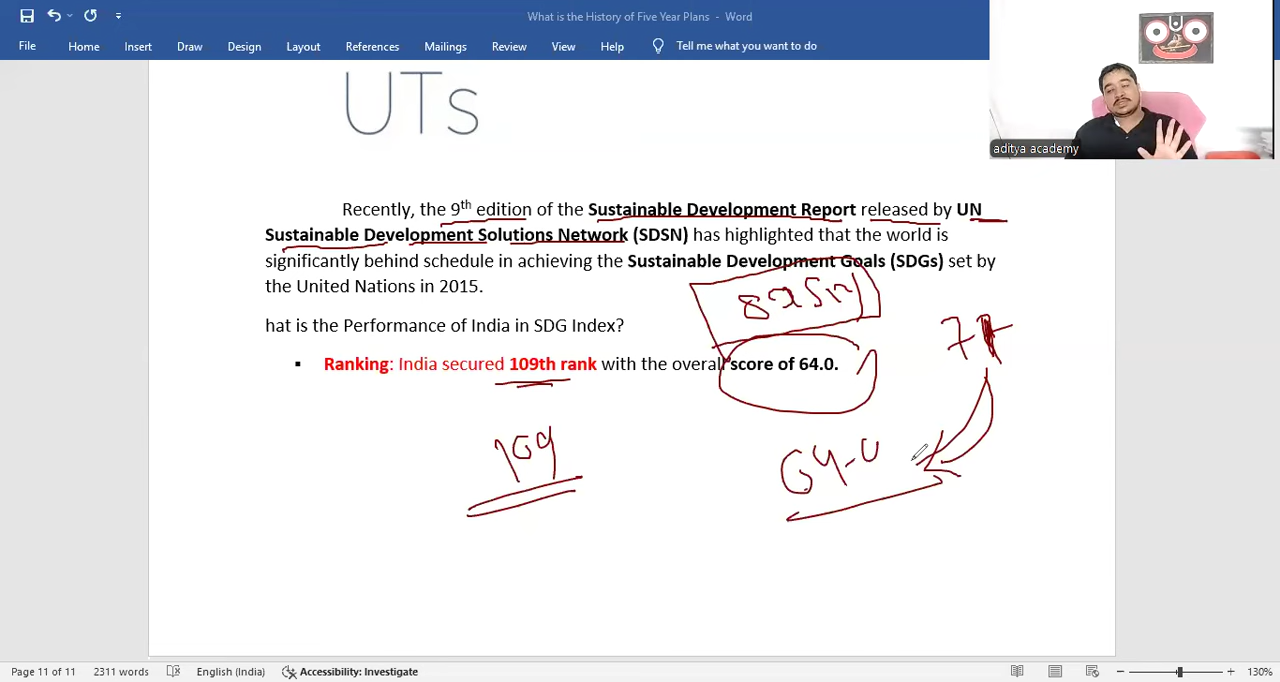 What is the History of Five Year Plans - Word
File Home Insert Draw Design Layout References Mailings Review View Help Tell me what you want to do
aditya academy
UTs
Recently, the 9th edition of the Sustainable Development Report released by UN
Sustainable Development Solutions Network (SDSN) has highlighted that the world is
significantly behind schedule in achieving the Sustainable Development Goals (SDGs) set by
the United Nations in 2015.
hat is the Performance of India in SDG Index?
▪ Ranking: India secured 109th rank with the overall score of 64.0.
109
64.0
Page 11 of 11 2311 words English (India) Accessibility: Investigate 130%